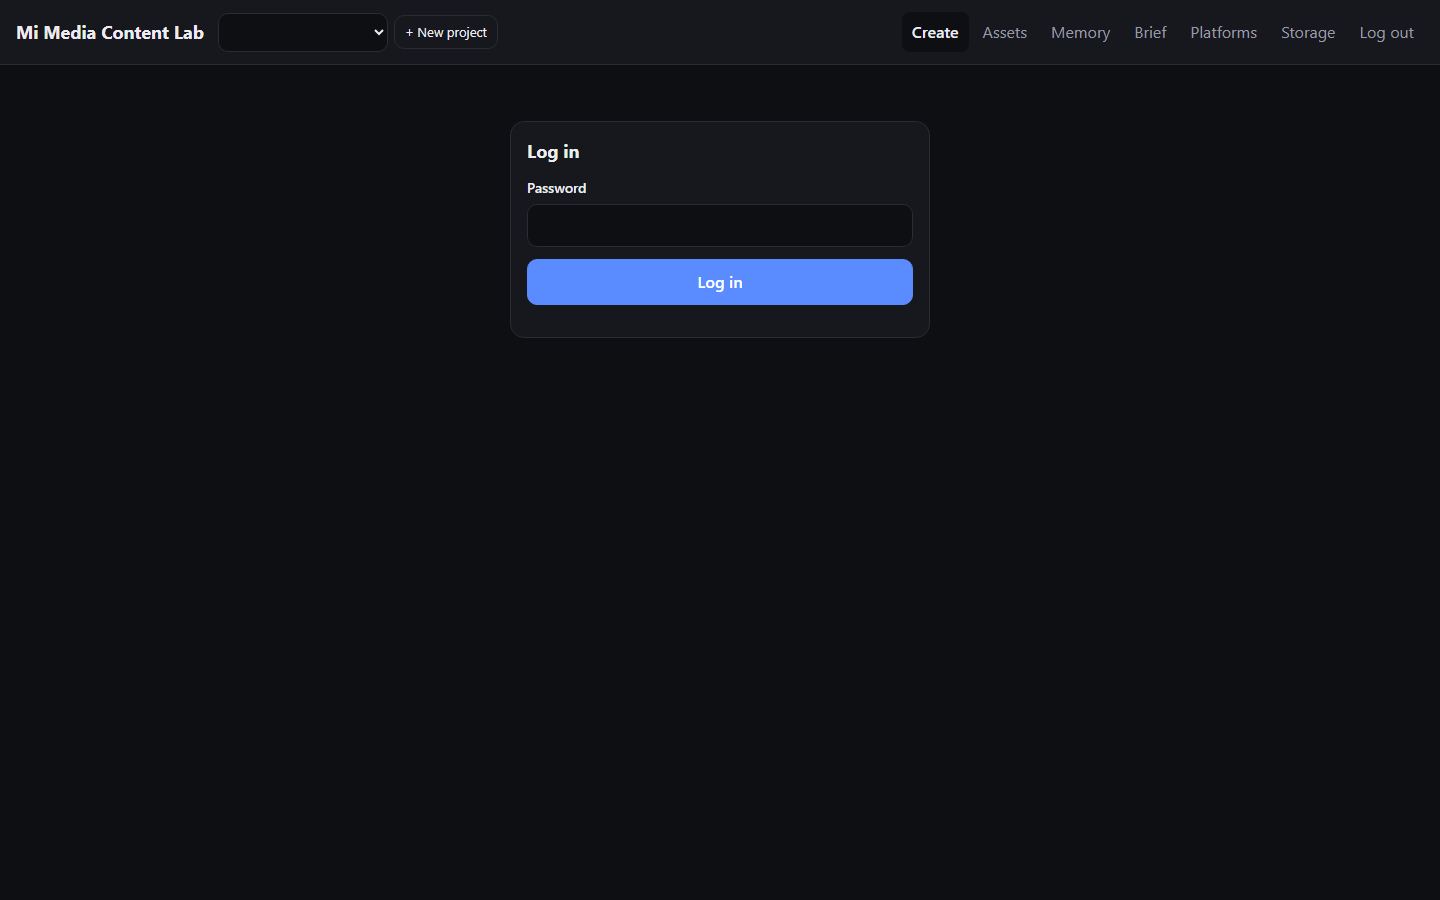 Mi Media Content Lab
+ New project
Create
Assets
Memory
Brief
Platforms
Storage
Log out
Log in
Password
Log in